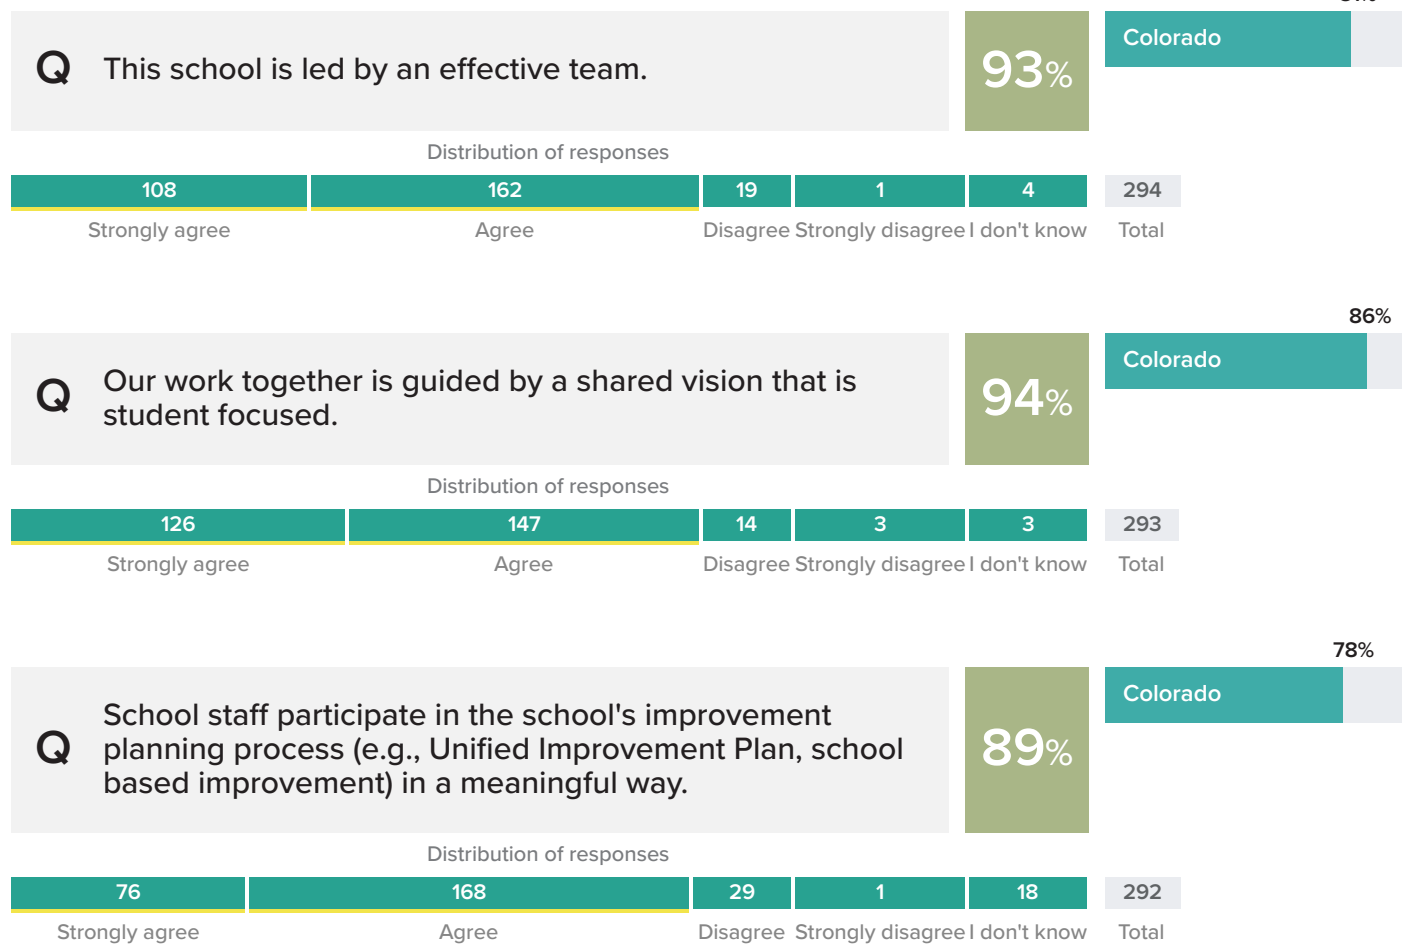 Q This school is led by an effective team.
93%
Colorado
Distribution of responses
108 162 19 1 4 294
Strongly agree Agree Disagree Strongly disagree I don't know Total
86%
Q Our work together is guided by a shared vision that is
student focused.
94%
Colorado
Distribution of responses
126 147 14 3 3 293
Strongly agree Agree Disagree Strongly disagree I don't know Total
78%
Q School staff participate in the school's improvement
planning process (e.g., Unified Improvement Plan, school
based improvement) in a meaningful way.
89%
Colorado
Distribution of responses
76 168 29 1 18 292
Strongly agree Agree Disagree Strongly disagree I don't know Total